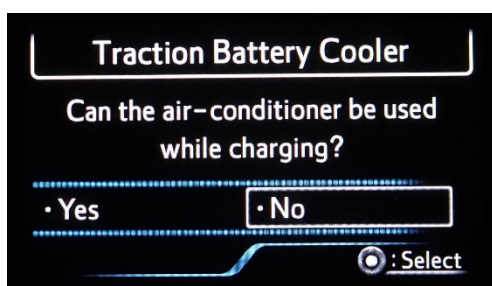 Traction Battery Cooler
Can the air-conditioner be used
while charging?
・Yes ・No
: Select